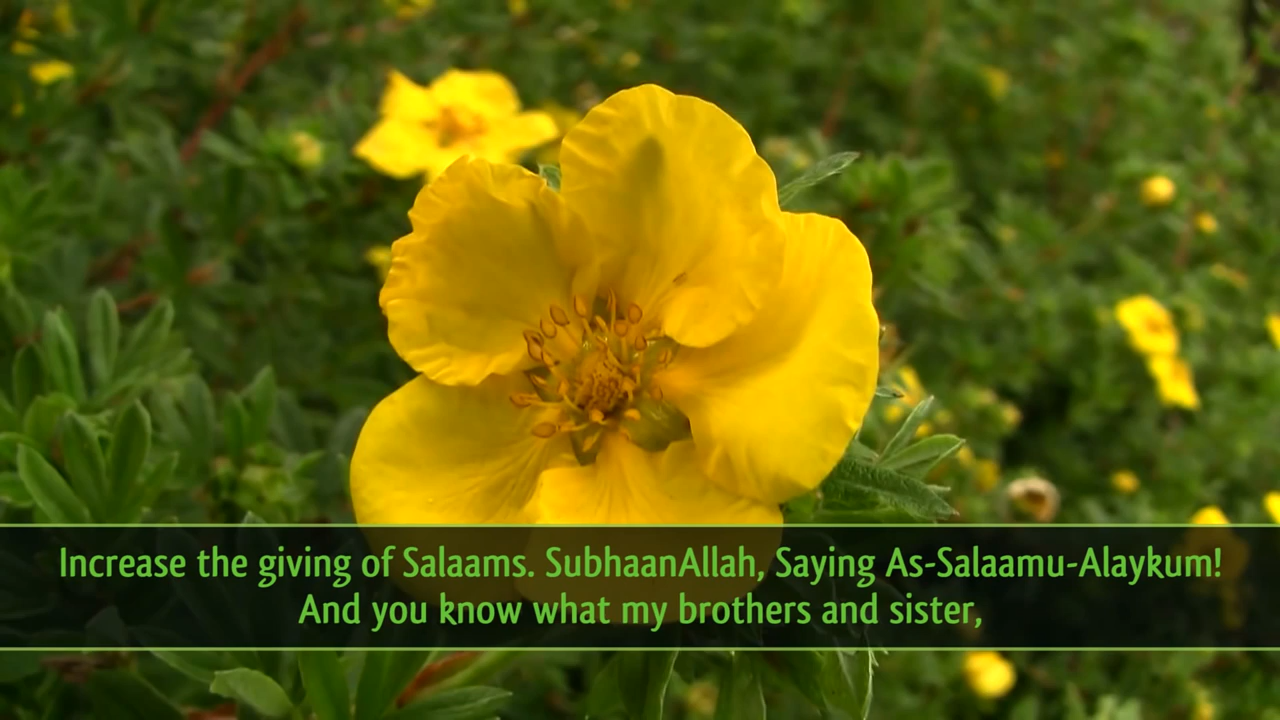 Increase the giving of Salaams. SubhaanAllah, Saying As-Salaamu-Alaykum!
And you know what my brothers and sister,